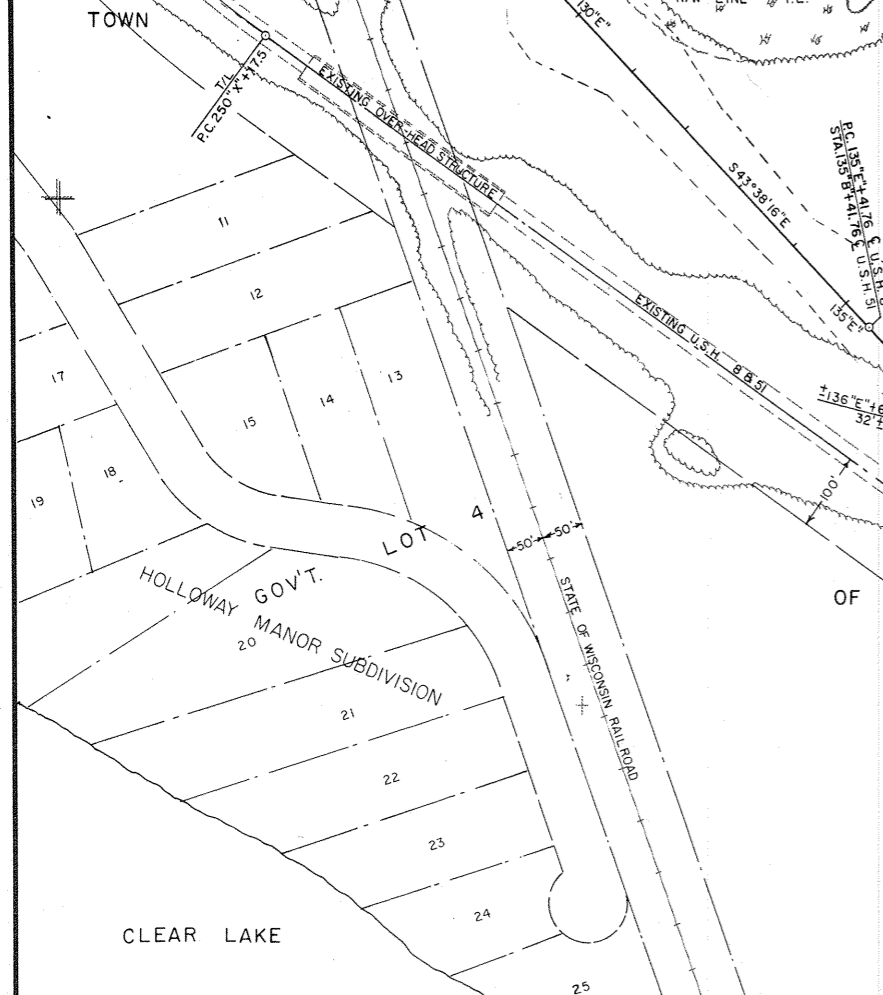 TOWN
T/L
P.C. 250"X"+17.5
EXISTING OVER-HEAD STRUCTURE
130"E"
S 43° 38' 16" E
P.C. 135"E"+41.76 ℄ U.S.H.
STA.135"B"+41.76 ℄ U.S.H. 51
135"E"
EXISTING U.S.H. 8 & 51
±136"E"+6
32'±
100'
11
12
13
14
15
17
18
19
LOT 4
50' 50'
GOV'T.
HOLLOWAY MANOR SUBDIVISION
STATE OF WISCONSIN RAILROAD
OF
20
21
22
23
24
25
CLEAR LAKE